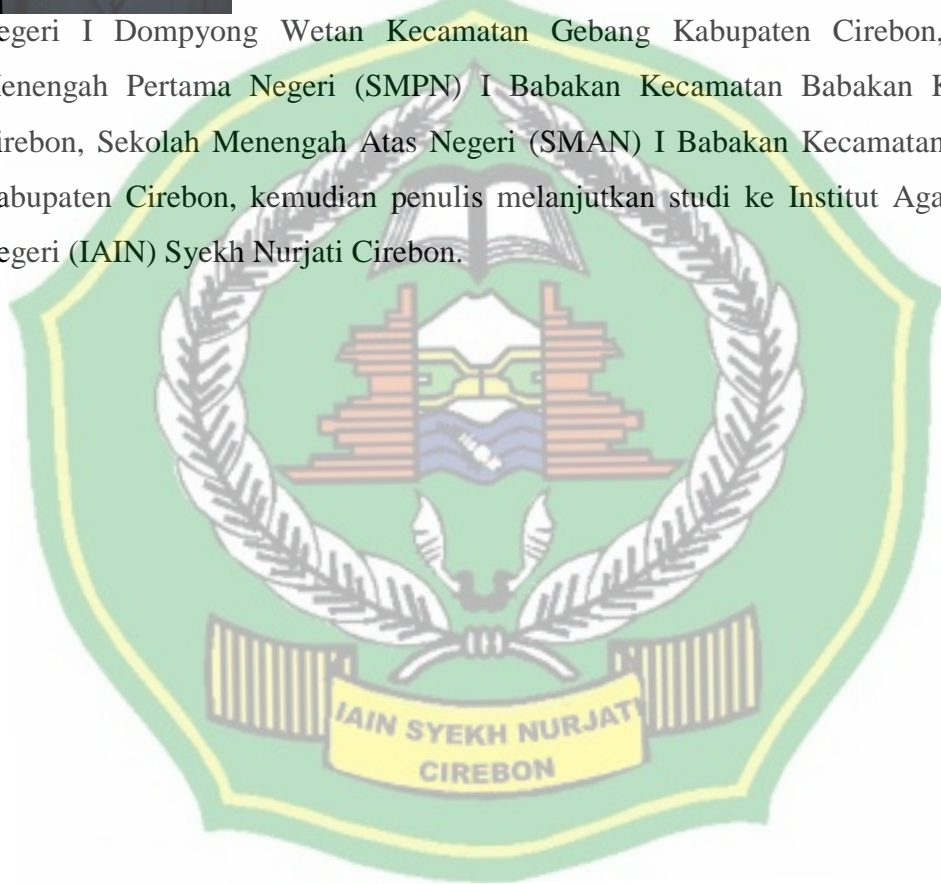 egeri I Dompyong Wetan Kecamatan Gebang Kabupaten Cirebon,
enengah Pertama Negeri (SMPN) I Babakan Kecamatan Babakan K
irebon, Sekolah Menengah Atas Negeri (SMAN) I Babakan Kecamatan
abupaten Cirebon, kemudian penulis melanjutkan studi ke Institut Aga
egeri (IAIN) Syekh Nurjati Cirebon.
IAIN SYEKH NURJATI
CIREBON